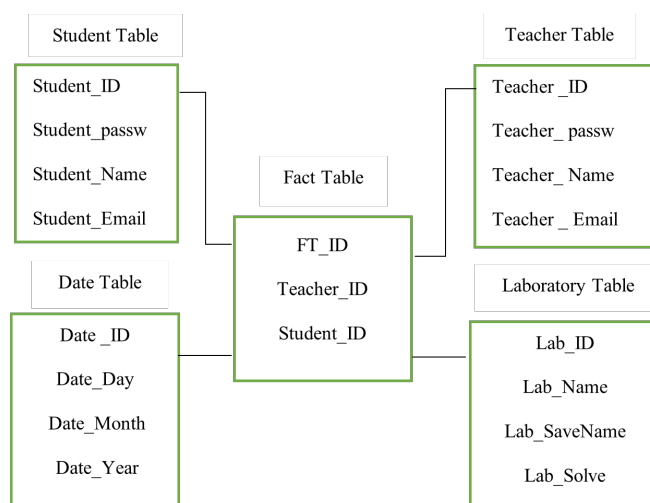 Student Table
Student_ID
Student_passw
Student_Name
Student_Email
Teacher Table
Teacher _ID
Teacher_ passw
Teacher_ Name
Teacher _ Email
Fact Table
FT_ID
Teacher_ID
Student_ID
Date Table
Date _ID
Date_Day
Date_Month
Date_Year
Laboratory Table
Lab_ID
Lab_Name
Lab_SaveName
Lab_Solve